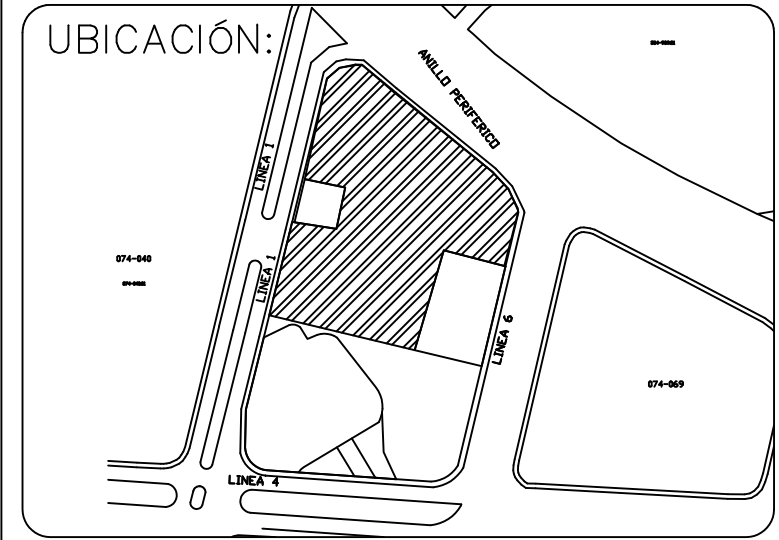 UBICACIÓN:
ANILLO PERIFERICO
LINEA 1
074-040
LINEA 1
LINEA 6
074-069
LINEA 4